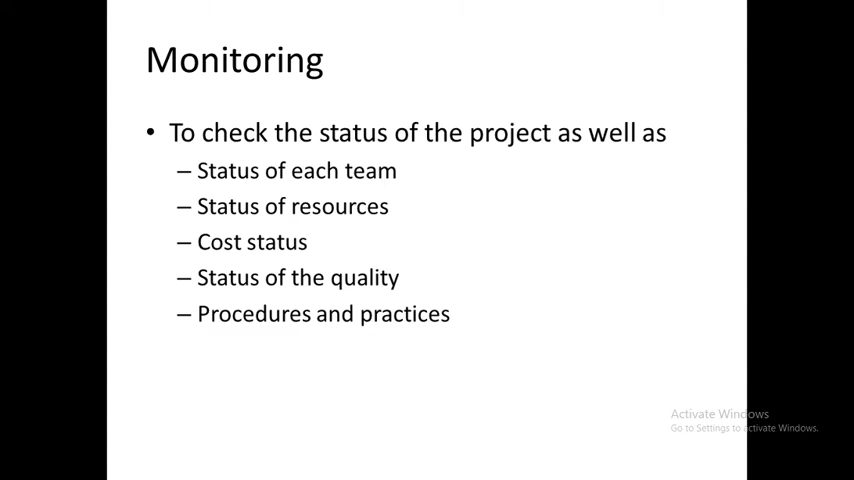 Monitoring
• To check the status of the project as well as
– Status of each team
– Status of resources
– Cost status
– Status of the quality
– Procedures and practices
Activate Windows
Go to Settings to activate Windows.